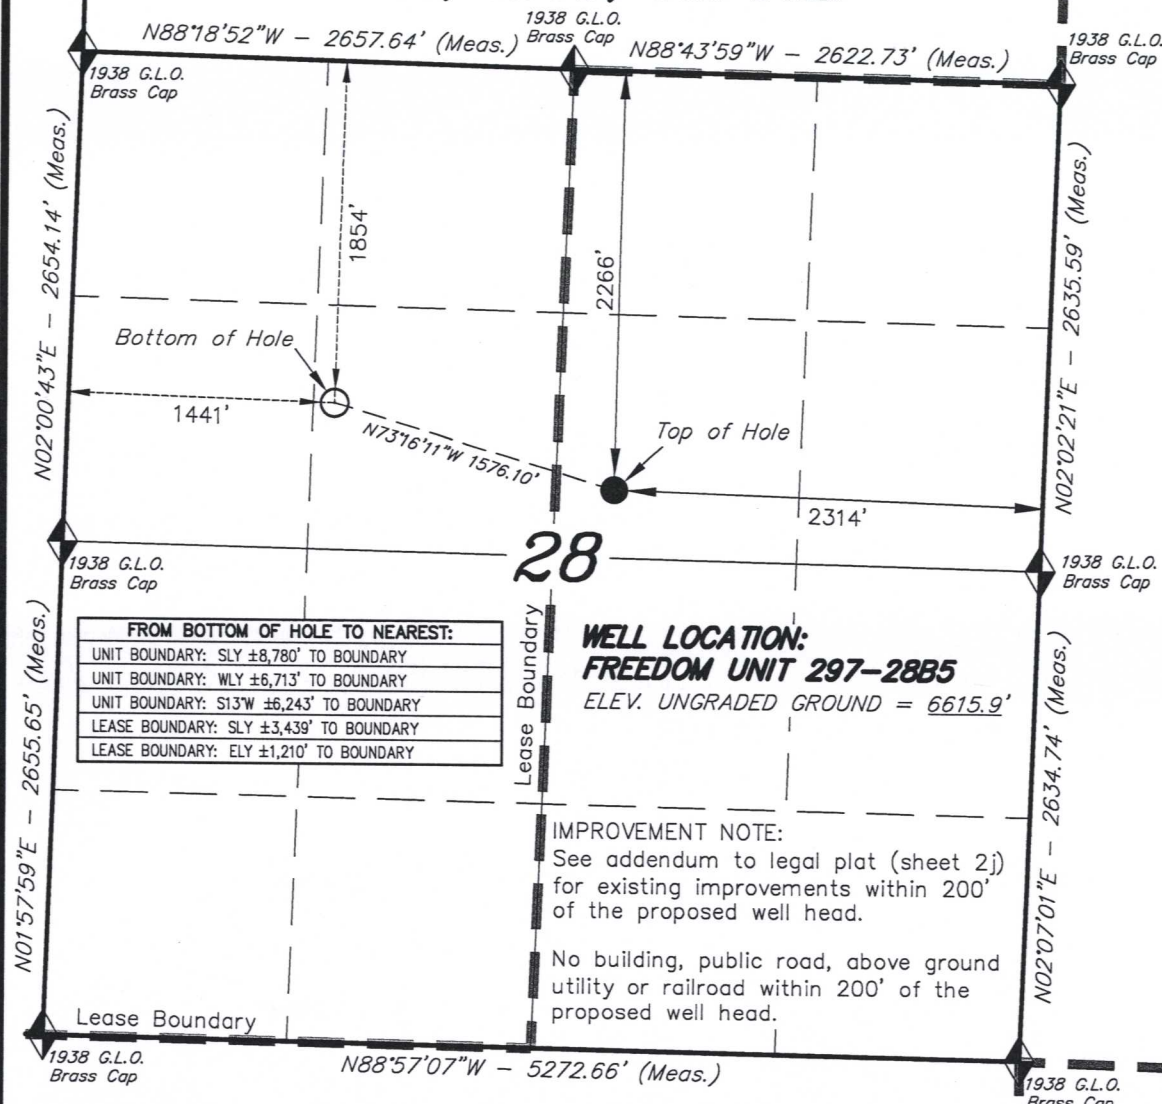 1938 G.L.O.
Brass Cap
N88°18'52"W - 2657.64' (Meas.)
N88°43'59"W - 2622.73' (Meas.)
1938 G.L.O.
Brass Cap
1938 G.L.O.
Brass Cap
N02°00'43"E - 2654.14' (Meas.)
1854'
2266'
N02°02'21"E - 2635.59' (Meas.)
Bottom of Hole
1441'
N73°16'11"W 1576.10'
Top of Hole
2314'
28
1938 G.L.O.
Brass Cap
1938 G.L.O.
Brass Cap
FROM BOTTOM OF HOLE TO NEAREST:
UNIT BOUNDARY: SLY ±8,780' TO BOUNDARY
UNIT BOUNDARY: WLY ±6,713' TO BOUNDARY
UNIT BOUNDARY: S13°W ±6,243' TO BOUNDARY
LEASE BOUNDARY: SLY ±3,439' TO BOUNDARY
LEASE BOUNDARY: ELY ±1,210' TO BOUNDARY
Lease Boundary
WELL LOCATION:
FREEDOM UNIT 297-28B5
ELEV. UNGRADED GROUND = 6615.9'
N01°57'59"E - 2655.65' (Meas.)
N02°07'01"E - 2634.74' (Meas.)
IMPROVEMENT NOTE:
See addendum to legal plat (sheet 2j)
for existing improvements within 200'
of the proposed well head.
No building, public road, above ground
utility or railroad within 200' of the
proposed well head.
Lease Boundary
1938 G.L.O.
Brass Cap
N88°57'07"W - 5272.66' (Meas.)
1938 G.L.O.
Brass Cap